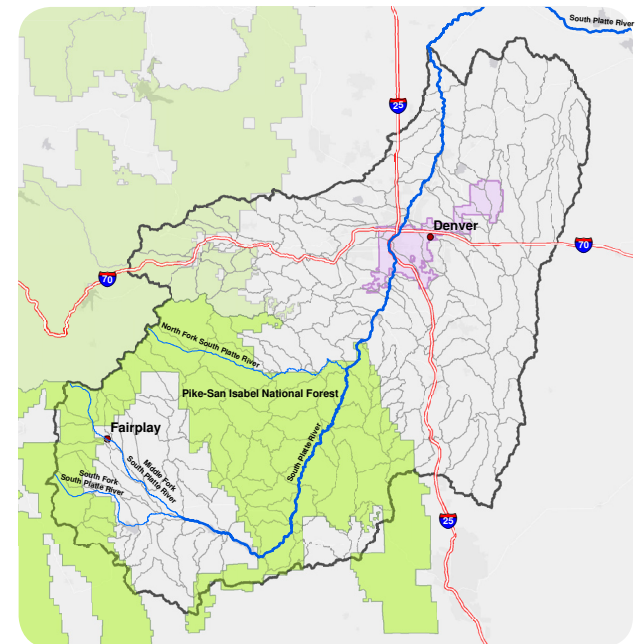 South Platte River
25
Denver
70
70
North Fork South Platte River
Pike-San Isabel National Forest
Fairplay
South Platte River
Middle Fork
South Platte River
South Fork
South Platte River
25